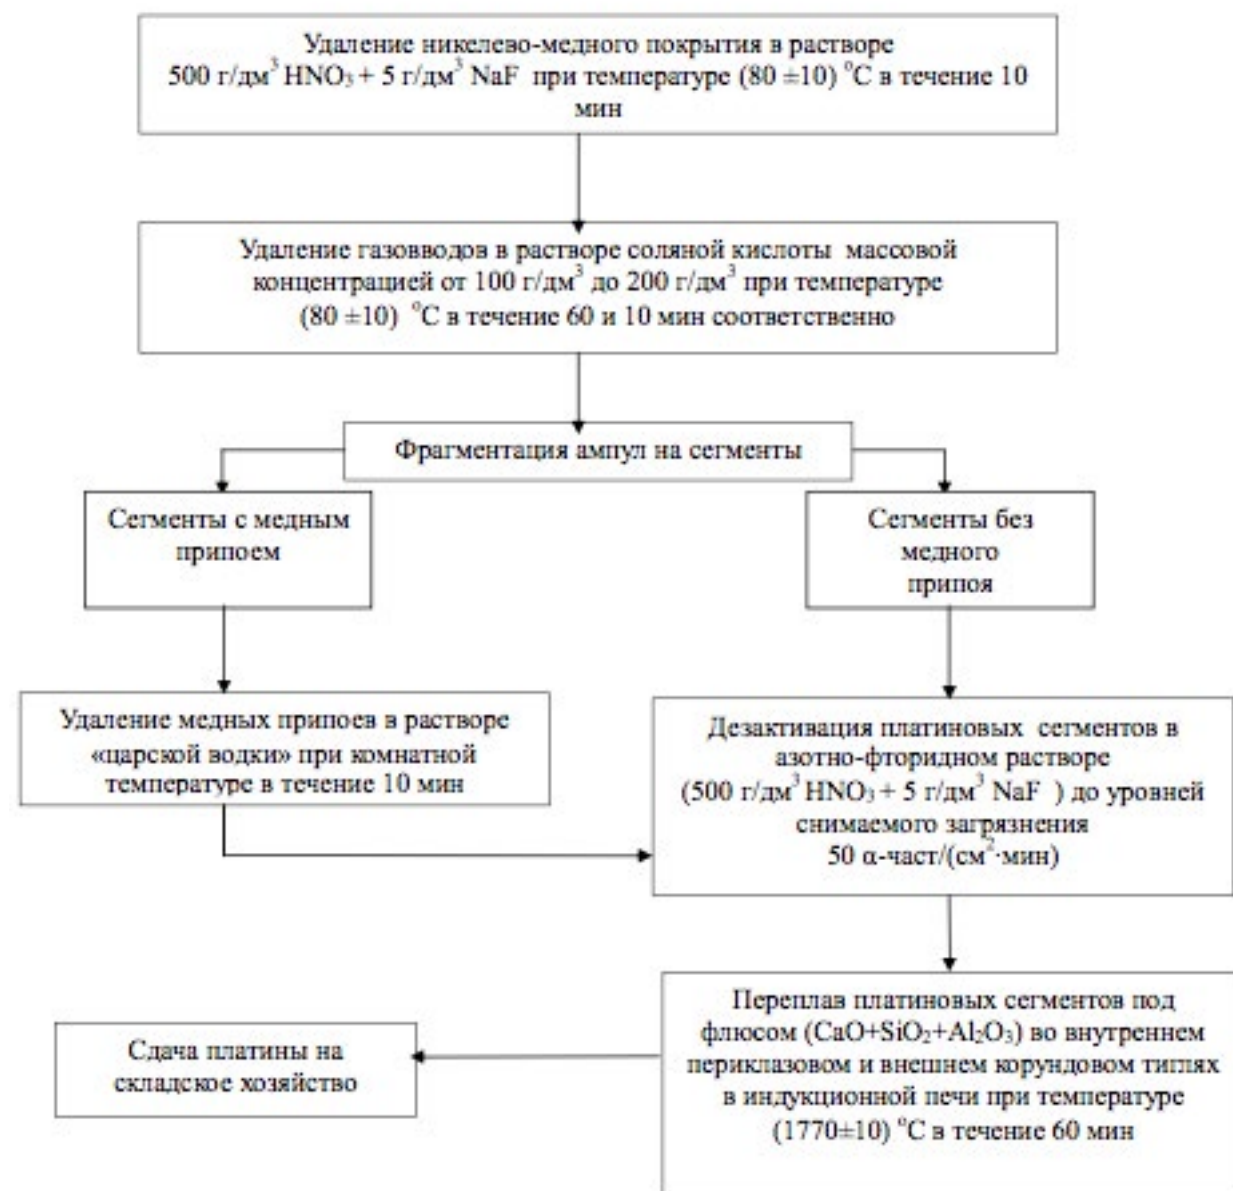 Удаление никелево-медного покрытия в растворе
500 г/дм³ HNO₃ + 5 г/дм³ NaF при температуре (80 ±10) °С в течение 10
мин
Удаление газовводов в растворе соляной кислоты массовой
концентрацией от 100 г/дм³ до 200 г/дм³ при температуре
(80 ±10) °С в течение 60 и 10 мин соответственно
Фрагментация ампул на сегменты
Сегменты с медным
припоем
Сегменты без
медного
припоя
Удаление медных припоев в растворе
«царской водки» при комнатной
температуре в течение 10 мин
Дезактивация платиновых сегментов в
азотно-фторидном растворе
(500 г/дм³ HNO₃ + 5 г/дм³ NaF ) до уровней
снимаемого загрязнения
50 α-част/(см²·мин)
Переплав платиновых сегментов под
флюсом (CaO+SiO₂+Al₂O₃) во внутреннем
периклазовом и внешнем корундовом тиглях
в индукционной печи при температуре
(1770±10) °С в течение 60 мин
Сдача платины на
складское хозяйство